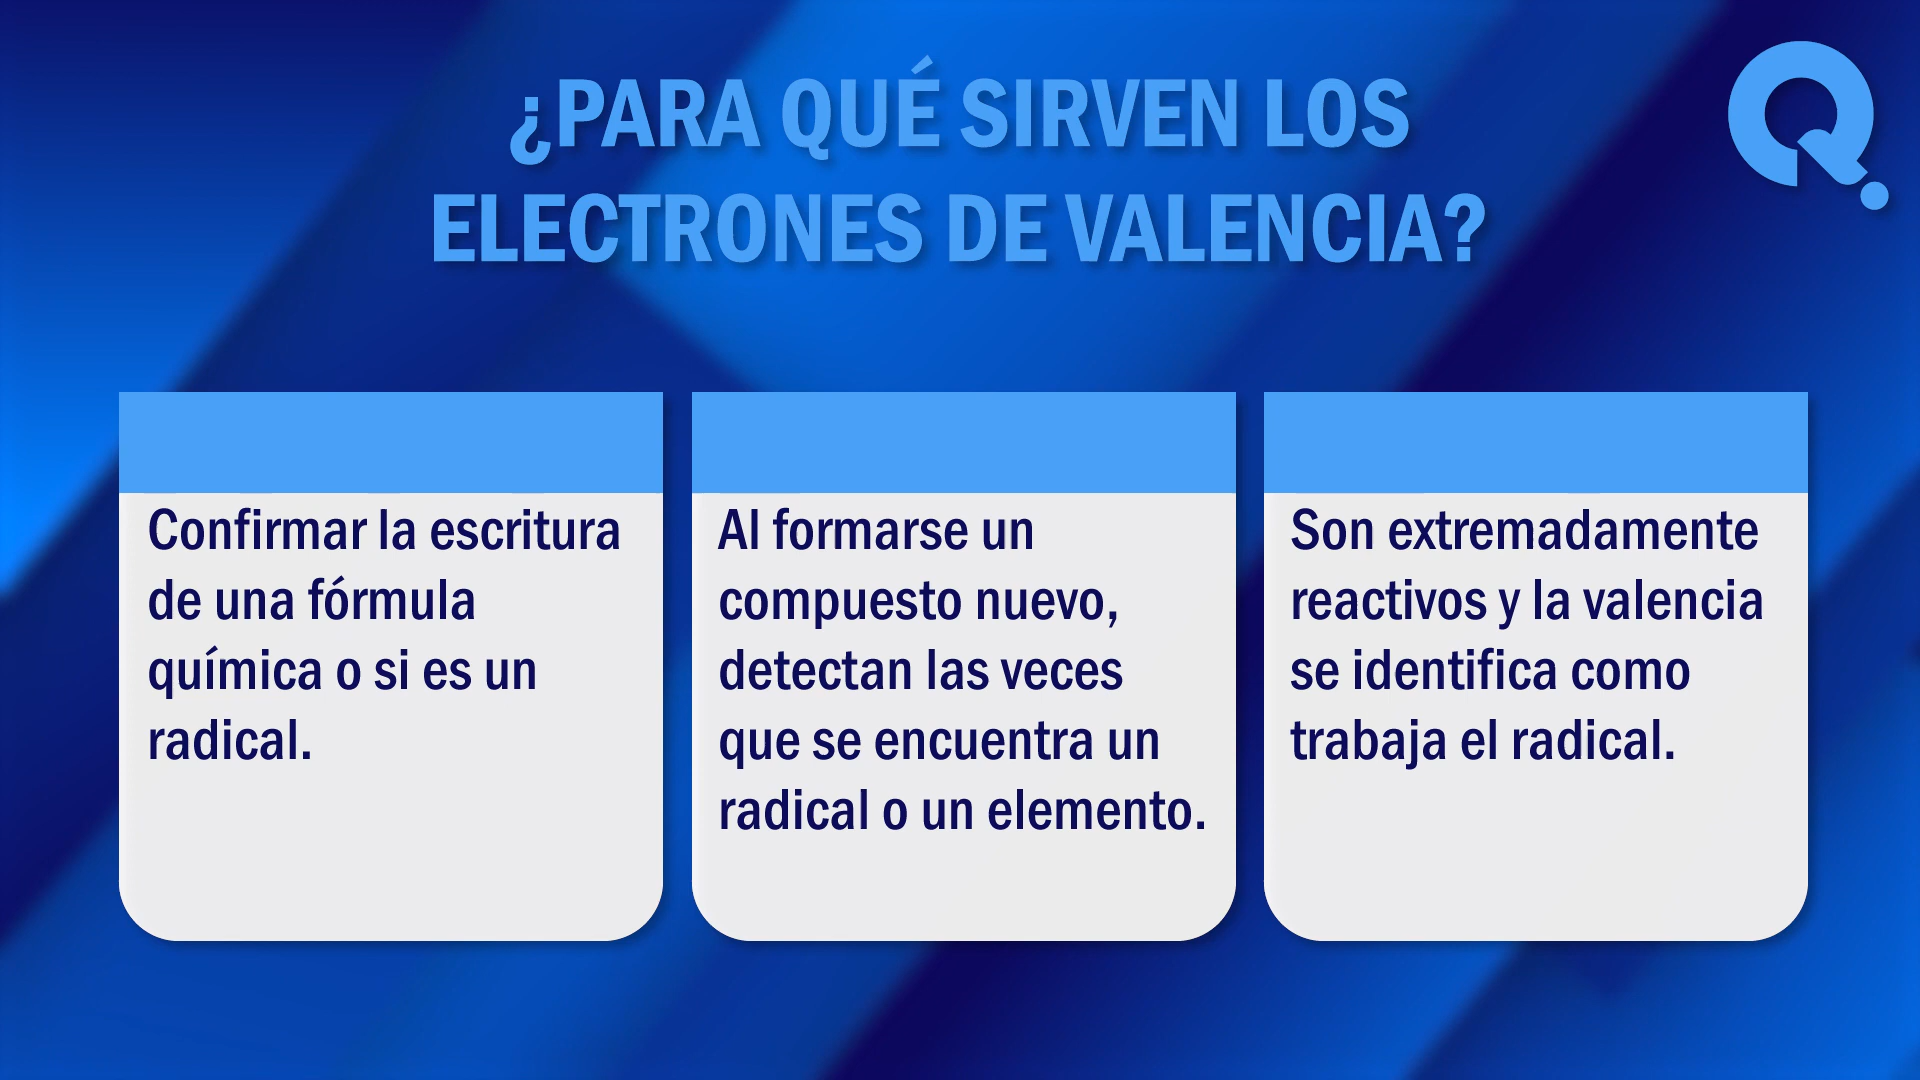 ¿PARA QUÉ SIRVEN LOS
ELECTRONES DE VALENCIA?
Q.
Confirmar la escritura
de una fórmula
química o si es un
radical.
Al formarse un
compuesto nuevo,
detectan las veces
que se encuentra un
radical o un elemento.
Son extremadamente
reactivos y la valencia
se identifica como
trabaja el radical.